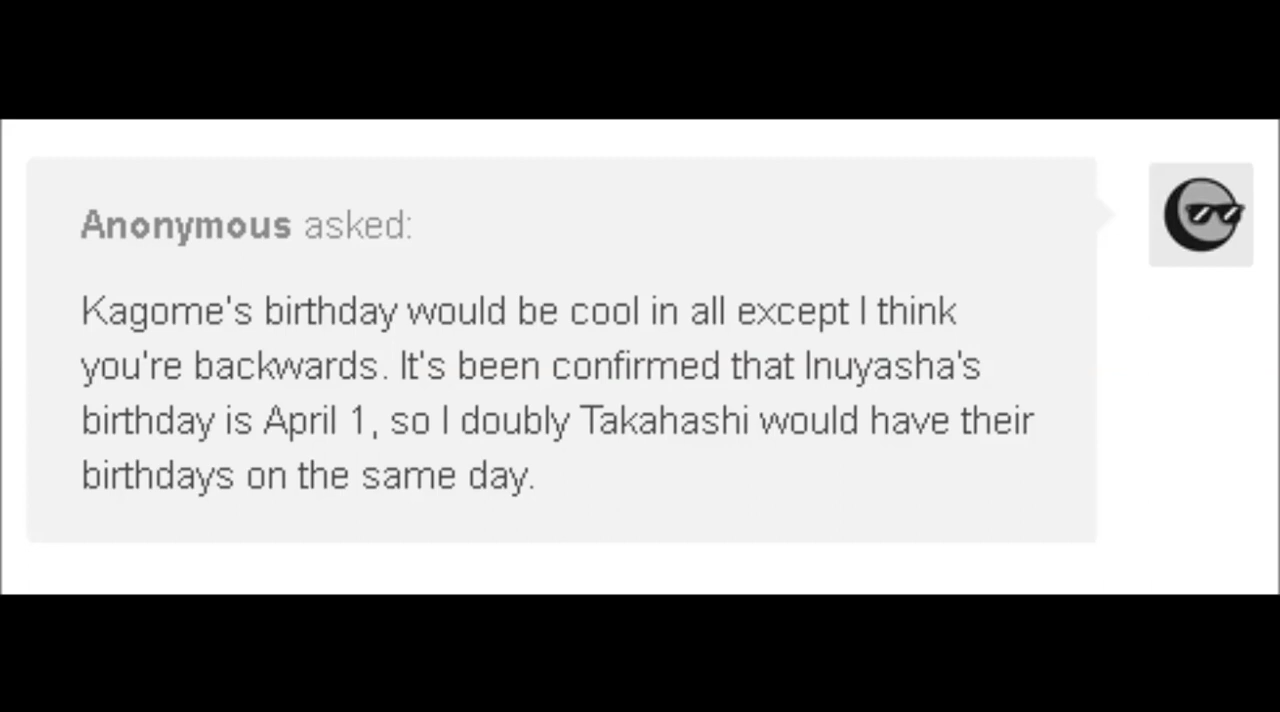 Anonymous asked:
Kagome's birthday would be cool in all except I think
you're backwards. It's been confirmed that Inuyasha's
birthday is April 1, so I doubly Takahashi would have their
birthdays on the same day.